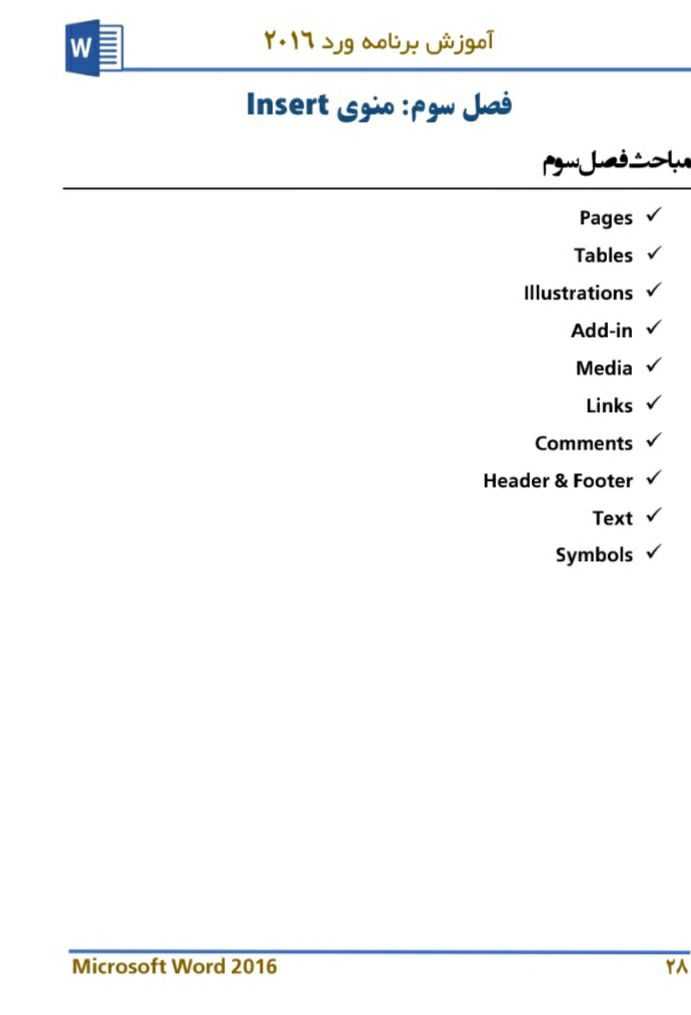 W
آموزش برنامه ورد ۲۰۱۶
فصل سوم: منوی Insert
مباحث فصل سوم
✓ Pages
✓ Tables
✓ Illustrations
✓ Add-in
✓ Media
✓ Links
✓ Comments
✓ Header & Footer
✓ Text
✓ Symbols
Microsoft Word 2016
۲۸